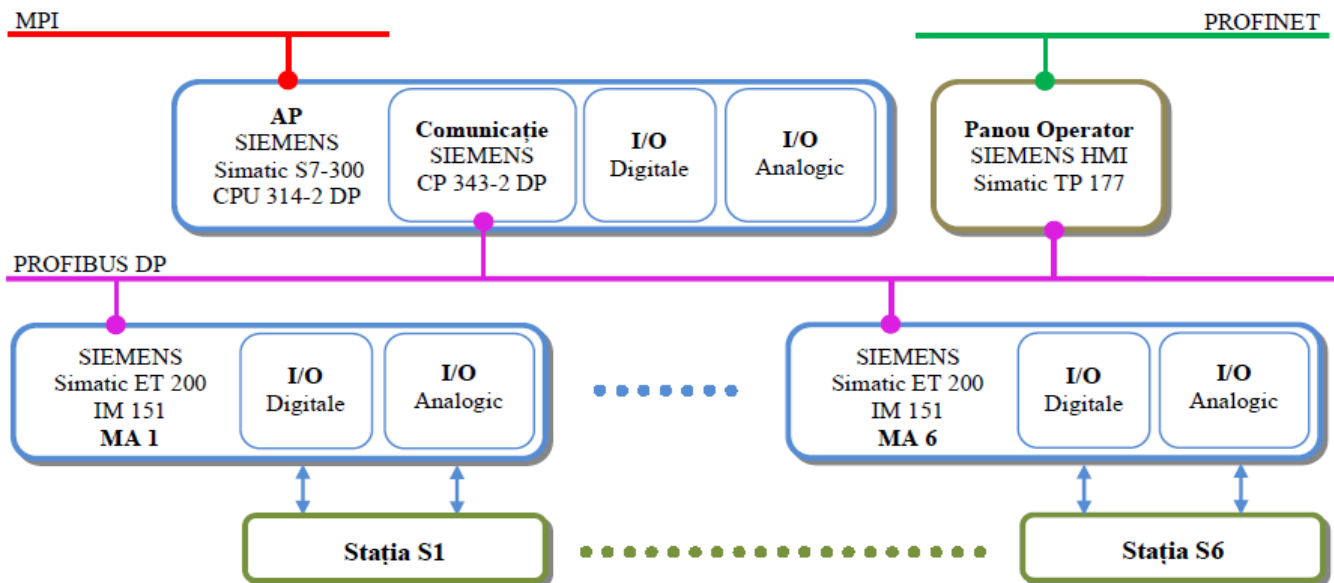 MPI
PROFINET
AP
SIEMENS
Simatic S7-300
CPU 314-2 DP
Comunicație
SIEMENS
CP 343-2 DP
I/O
Digitale
I/O
Analogic
Panou Operator
SIEMENS HMI
Simatic TP 177
PROFIBUS DP
SIEMENS
Simatic ET 200
IM 151
MA 1
I/O
Digitale
I/O
Analogic
SIEMENS
Simatic ET 200
IM 151
MA 6
I/O
Digitale
I/O
Analogic
Stația S1
Stația S6